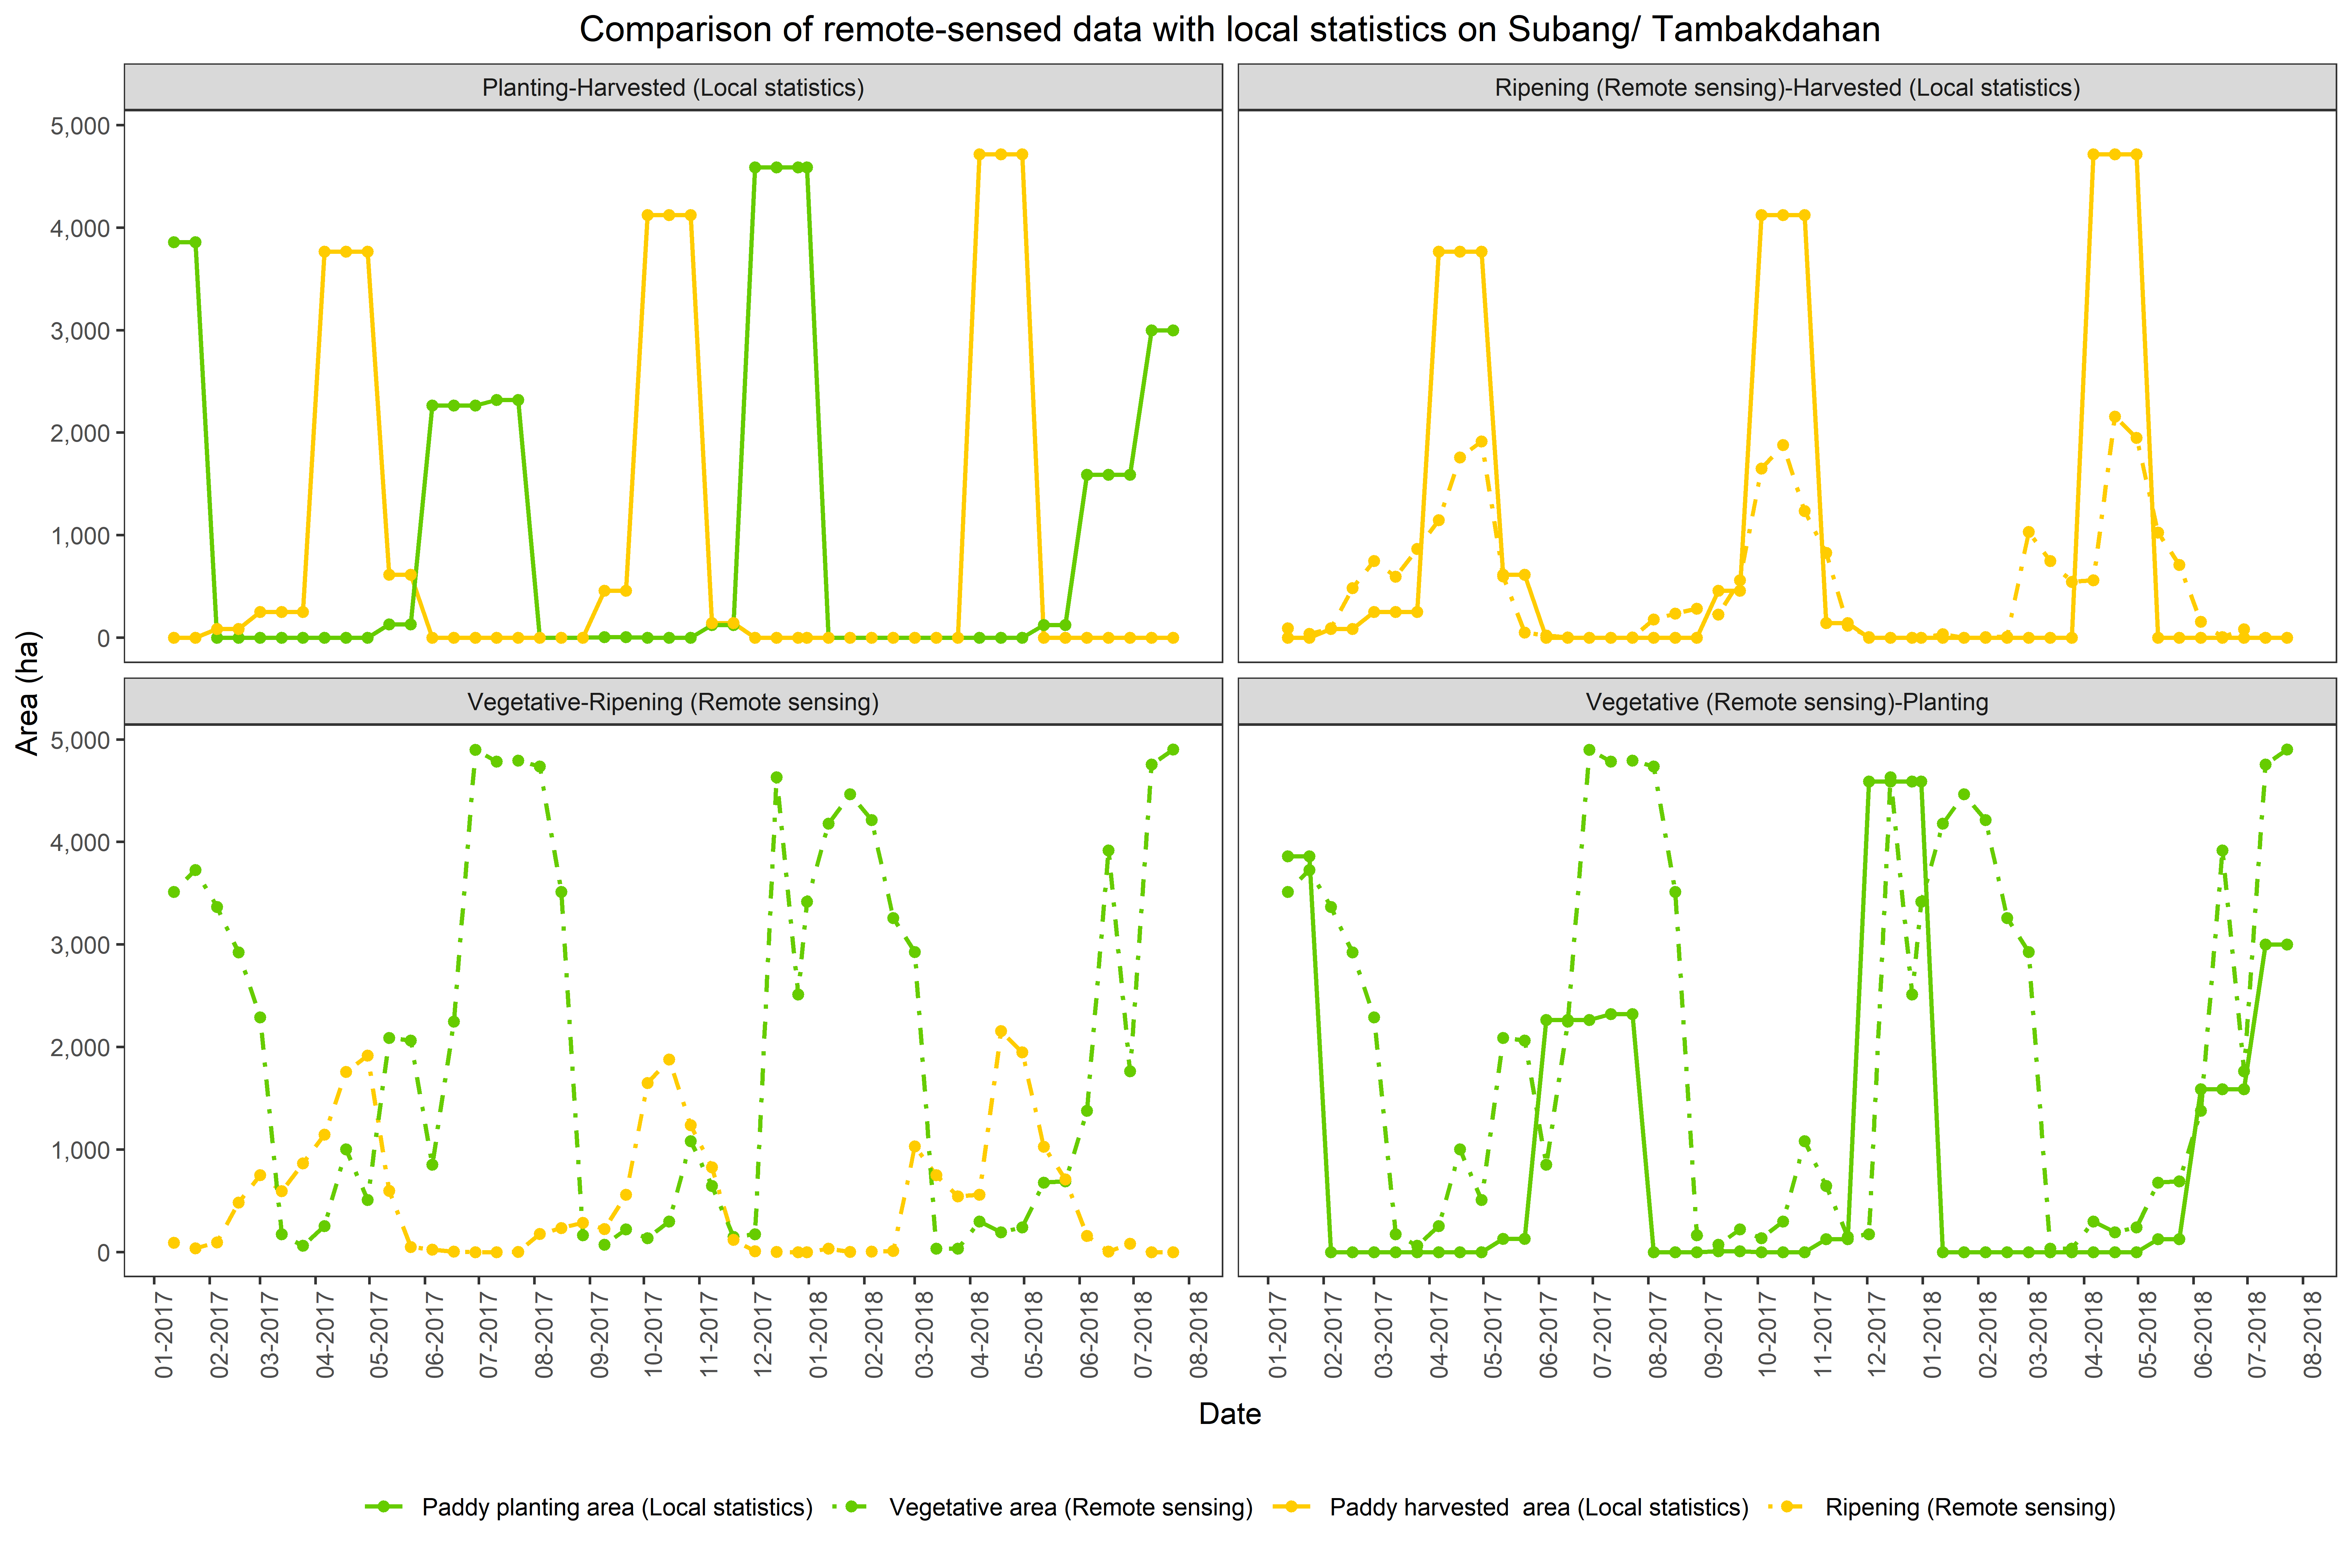 Comparison of remote-sensed data with local statistics on Subang/ Tambakdahan
Planting-Harvested (Local statistics)
Ripening (Remote sensing)-Harvested (Local statistics)
5,000
4,000
3,000
2,000
1,000
0
Area (ha)
Vegetative-Ripening (Remote sensing)
Vegetative (Remote sensing)-Planting
5,000
4,000
3,000
2,000
1,000
0
01-2017 02-2017 03-2017 04-2017 05-2017 06-2017 07-2017 08-2017 09-2017 10-2017 11-2017 12-2017 01-2018 02-2018 03-2018 04-2018 05-2018 06-2018 07-2018 08-2018
01-2017 02-2017 03-2017 04-2017 05-2017 06-2017 07-2017 08-2017 09-2017 10-2017 11-2017 12-2017 01-2018 02-2018 03-2018 04-2018 05-2018 06-2018 07-2018 08-2018
Date
Paddy planting area (Local statistics) Vegetative area (Remote sensing) Paddy harvested  area (Local statistics) Ripening (Remote sensing)